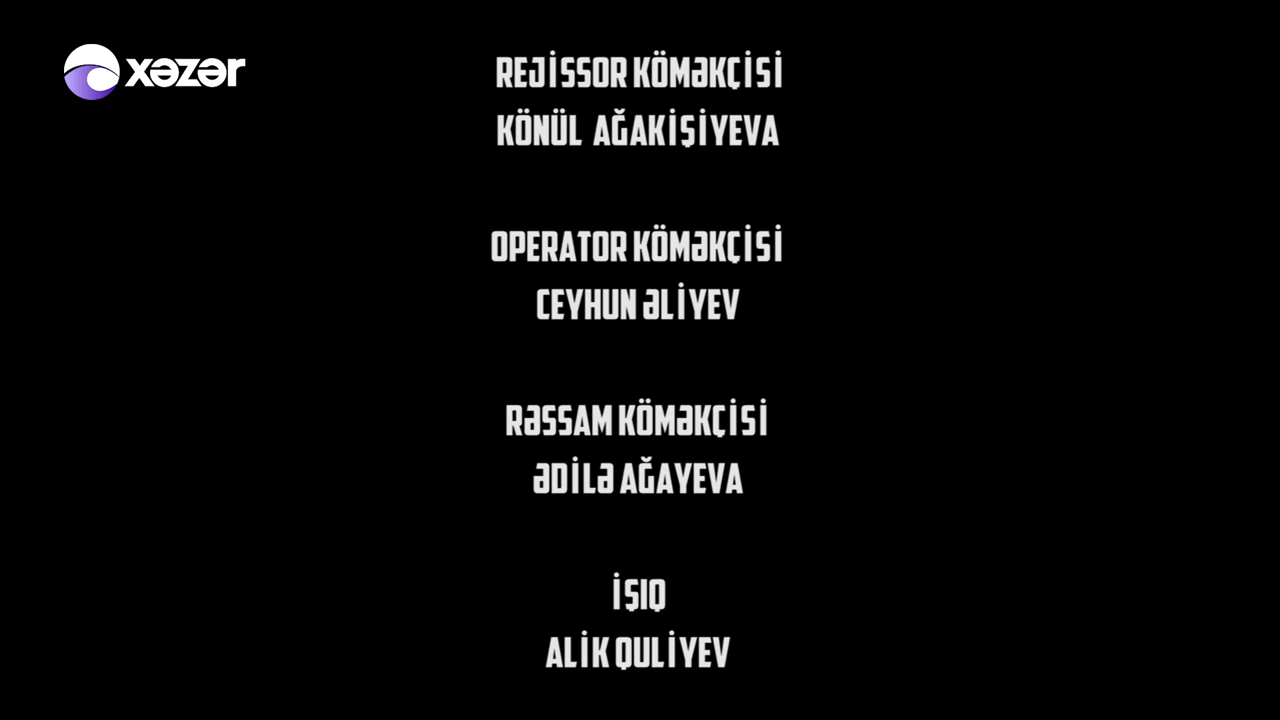 xəzər
REJİSSOR KÖMƏKÇİSİ
KÖNÜL AĞAKİŞİYEVA
OPERATOR KÖMƏKÇİSİ
CEYHUN ƏLİYEV
RƏSSAM KÖMƏKÇİSİ
ƏDİLƏ AĞAYEVA
İŞIQ
ALİK QULİYEV